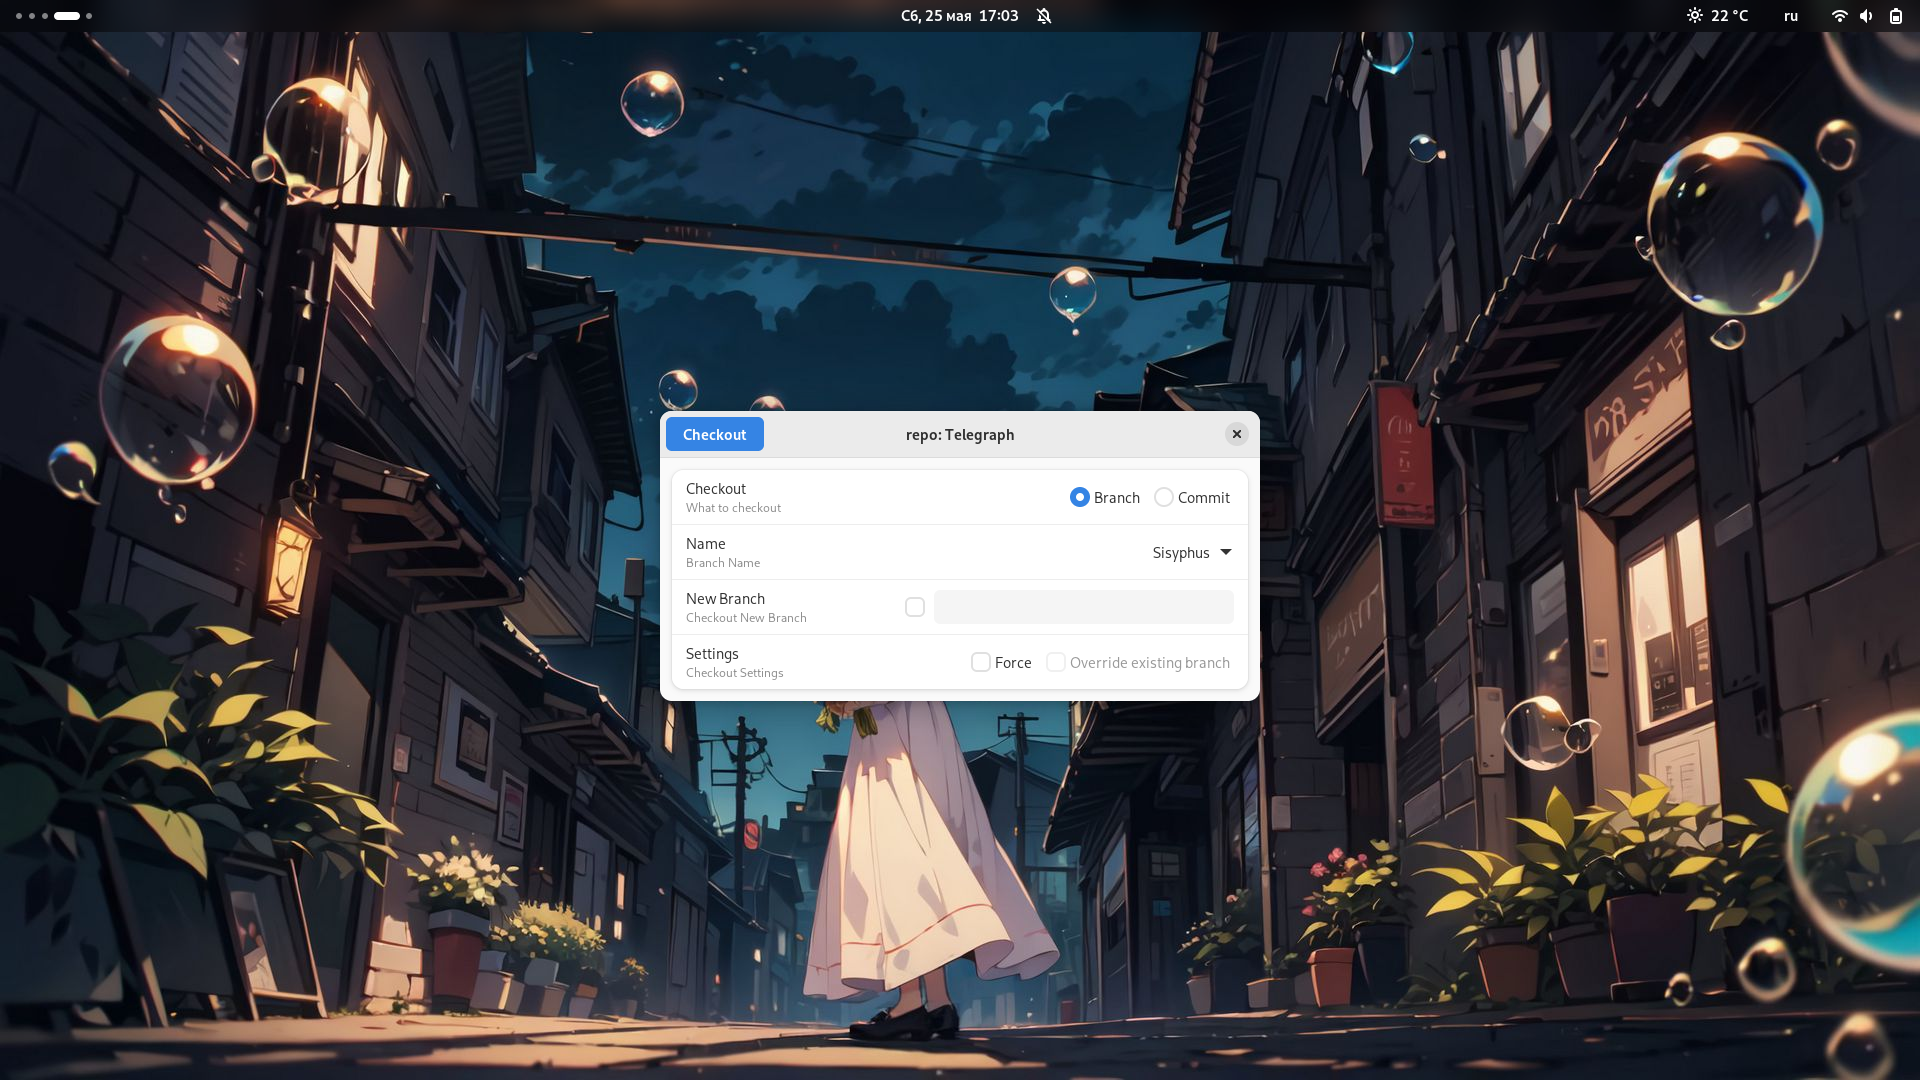 Сб, 25 мая 17:03
22 °C
ru
Checkout
repo: Telegraph
Checkout
What to checkout
Branch
Commit
Name
Branch Name
Sisyphus
New Branch
Checkout New Branch
Settings
Checkout Settings
Force
Override existing branch